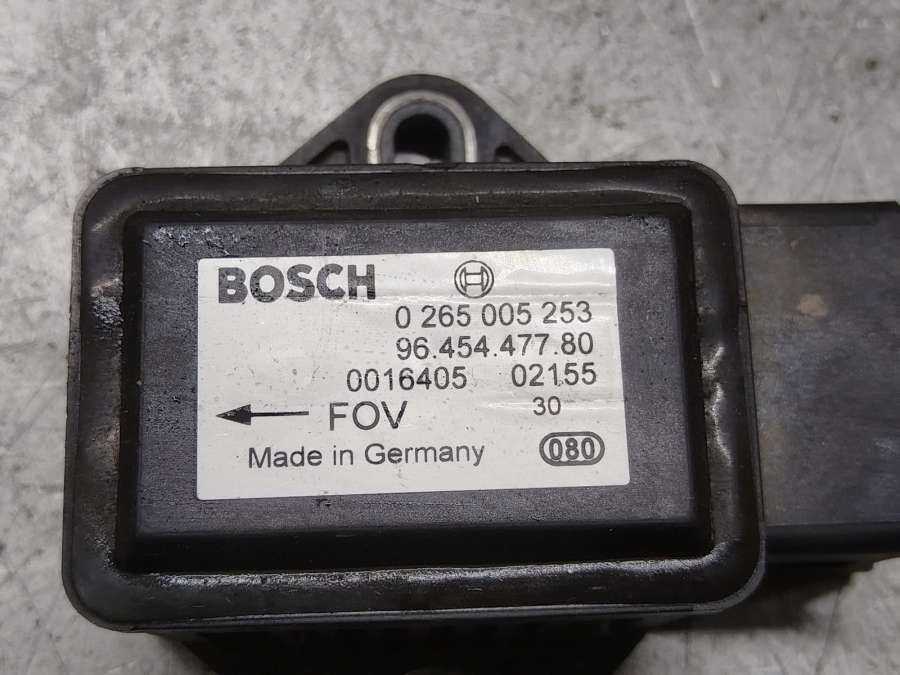 BOSCH
0 265 005 253
96.454.477.80
0016405 02155
FOV 30
Made in Germany 080